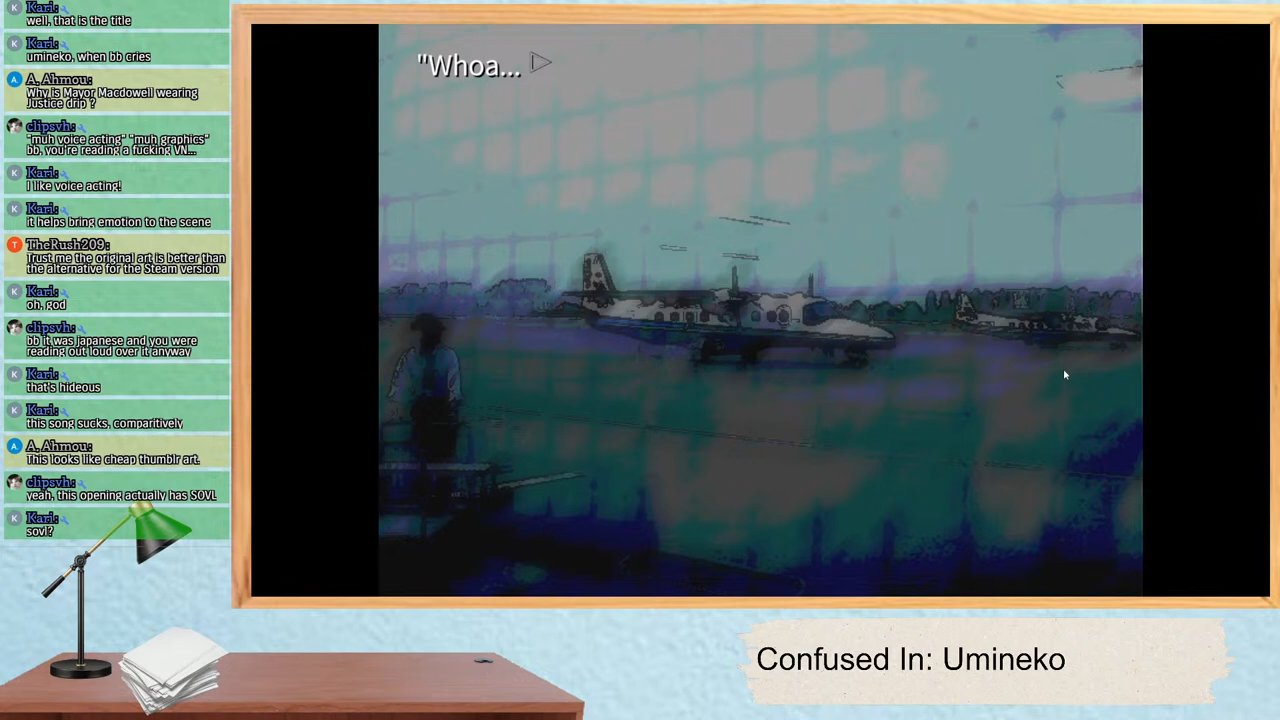 Kari:
well, that is the title
Kari:
umineko, when bb cries
A. Ahmou:
Why is Mayor Macdowell wearing
Justice drip ?
clipsvh:
"muh voice acting" "muh graphics"
bb, you're reading a fucking VN...
Kari:
I like voice acting!
Kari:
it helps bring emotion to the scene
TheRush209:
Trust me the original art is better than
the alternative for the Steam version
Kari:
oh, god
clipsvh:
bb it was japanese and you were
reading out loud over it anyway
Kari:
that's hideous
Kari:
this song sucks, comparitively
A. Ahmou:
This looks like cheap thumblr art.
clipsvh:
yeah, this opening actually has SOVL
Kari:
sovl?
"Whoa...
Confused In: Umineko